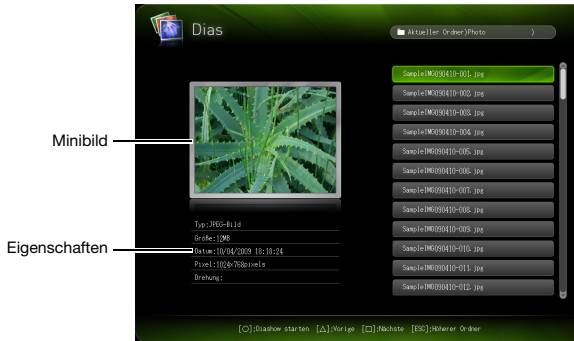 Dias
Aktueller Ordner)Photo )
Minibild
Eigenschaften
Typ:JPEG-Bild
Größe:12MB
Datum:10/04/2009 18:18:24
Pixel:1024×768pixels
Drehung:
SampleIMG090410-001.jpg
SampleIMG090410-002.jpg
SampleIMG090410-003.jpg
SampleIMG090410-004.jpg
SampleIMG090410-005.jpg
SampleIMG090410-006.jpg
SampleIMG090410-007.jpg
SampleIMG090410-008.jpg
SampleIMG090410-009.jpg
SampleIMG090410-010.jpg
SampleIMG090410-011.jpg
SampleIMG090410-012.jpg
[○]:Diashow starten [△]:Vorige [□]:Nächste [ESC]:Höherer Ordner